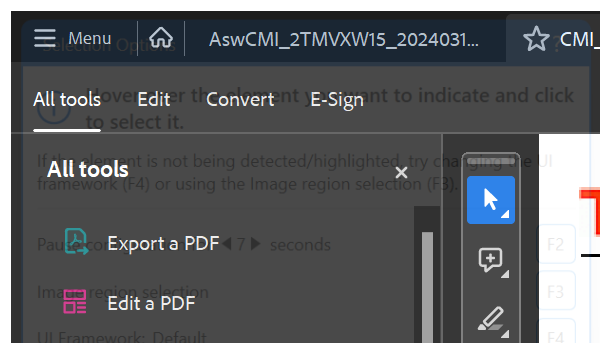 Menu
AswCMI_2TMVXW15_2024031...
CMI_
Selection Options
?
All tools
Edit
Convert
E-Sign
Hover over the element you want to indicate and click
to select it.
If the element is not being detected/highlighted, try changing the UI
framework (F4) or using the Image region selection (F3).
All tools
Export a PDF
7 seconds
F2
Image region selection
F3
Edit a PDF
UI Framework: Default
F4